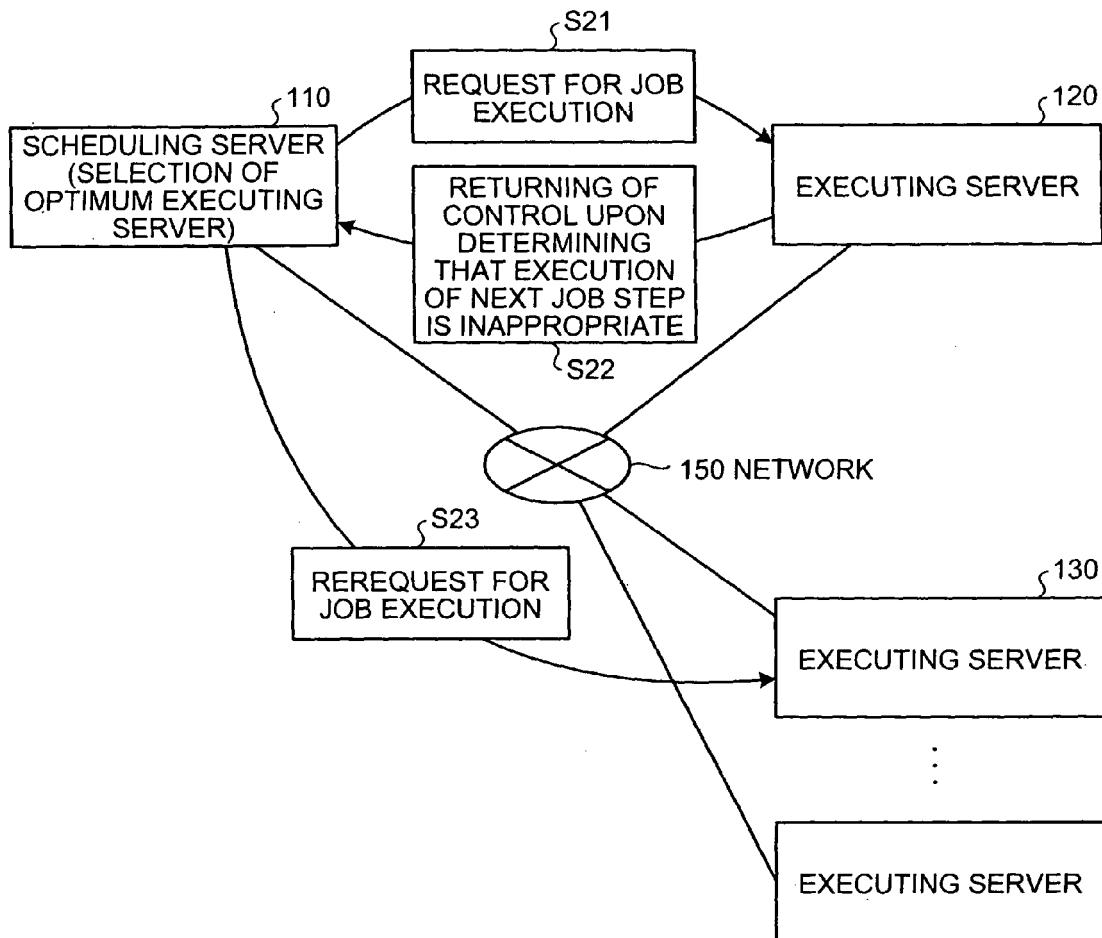 S21
REQUEST FOR JOB
EXECUTION
110
SCHEDULING SERVER
(SELECTION OF
OPTIMUM EXECUTING
SERVER)
120
EXECUTING SERVER
RETURNING OF
CONTROL UPON
DETERMINING
THAT EXECUTION
OF NEXT JOB STEP
IS INAPPROPRIATE
S22
150 NETWORK
S23
REREQUEST FOR
JOB EXECUTION
130
EXECUTING SERVER
⋮
EXECUTING SERVER